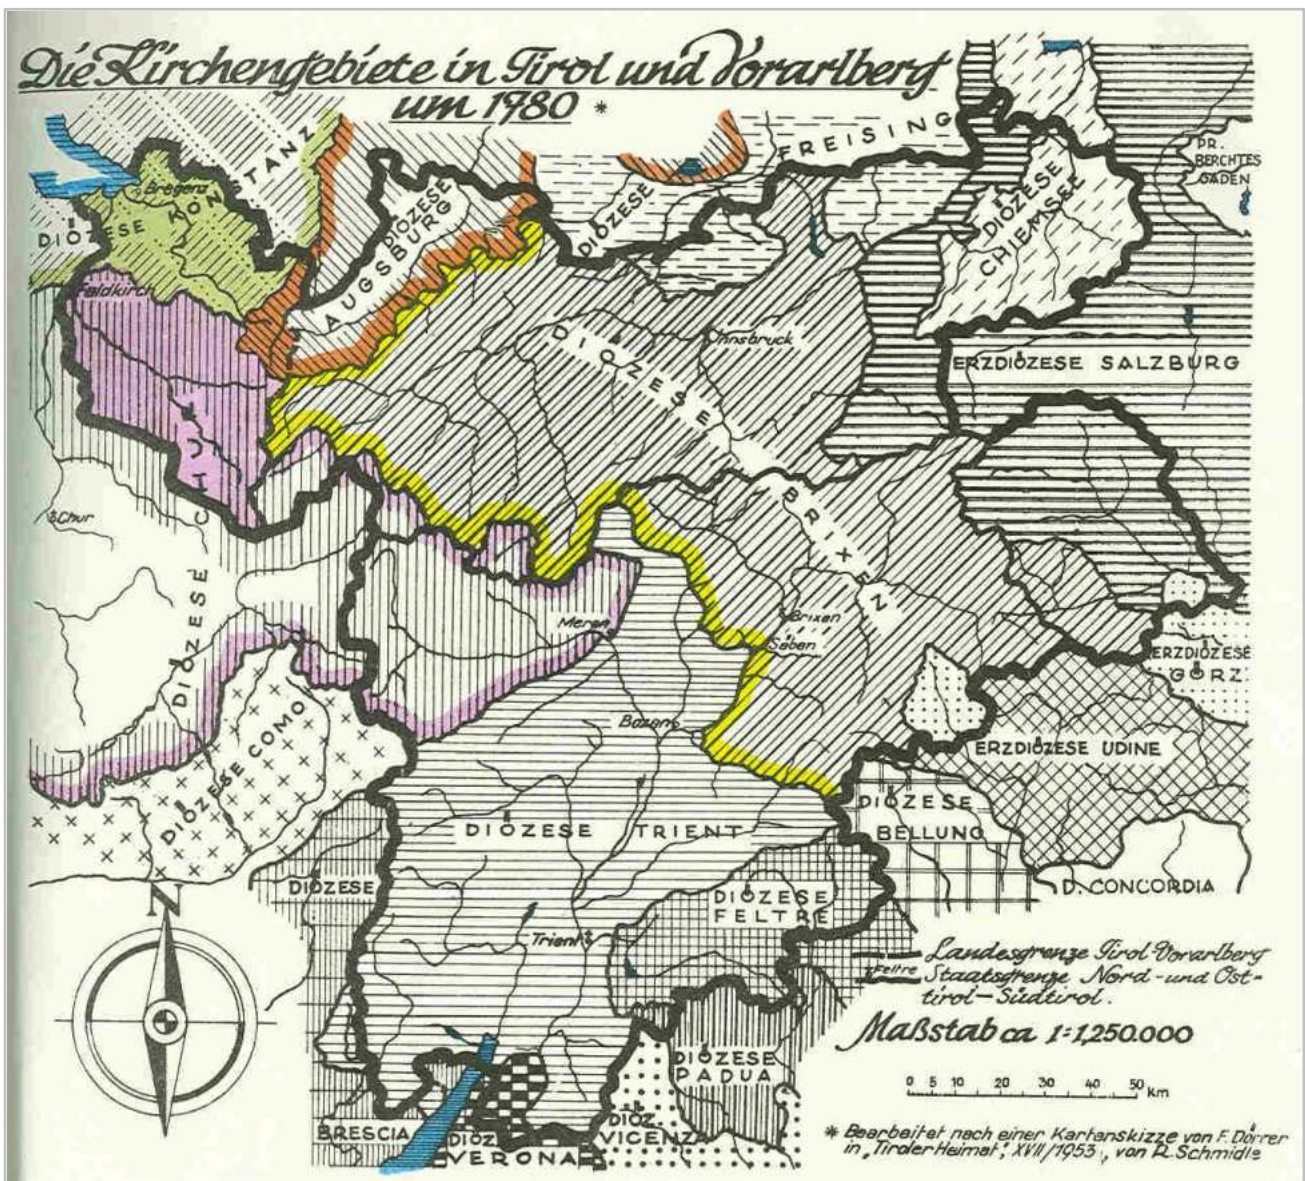 Die Kirchengebiete in Tirol und Vorarlberg
um 1780 *
FREISING
DIÖZESE
PR.
BERCHTES
GADEN
DIÖZESE
CHIEMSEE
DIÖZESE KONSTANZ
Bregenz
DIÖZESE
AUGSBURG
Feldkirch
DIÖZESE BRIXEN
Innsbruck
ERZDIÖZESE SALZBURG
DIÖZESE CHUR
Chur
Meran
Brixen
Säben
ERZDIÖZESE
GÖRZ
Bozen
ERZDIÖZESE UDINE
DIÖZESE COMO
DIÖZESE
BELLUNO
DIÖZESE TRIENT
D. CONCORDIA
DIÖZESE
DIÖZESE
FELTRE
Trient
N
Landesgrenze Tirol-Vorarlberg
Feltre
Staatsgrenze Nord- und Ost-
tirol-Südtirol.
Maßstab ca 1:1,250.000
0 5 10 20 30 40 50 km
DIÖZESE
PADUA
BRESCIA
DIÖZ.
VERONA
DIÖZ.
VICENZA
* Bearbeitet nach einer Kartenskizze von F. Dörrer
in „Tiroler Heimat“, XVII/1953, von R. Schmidle